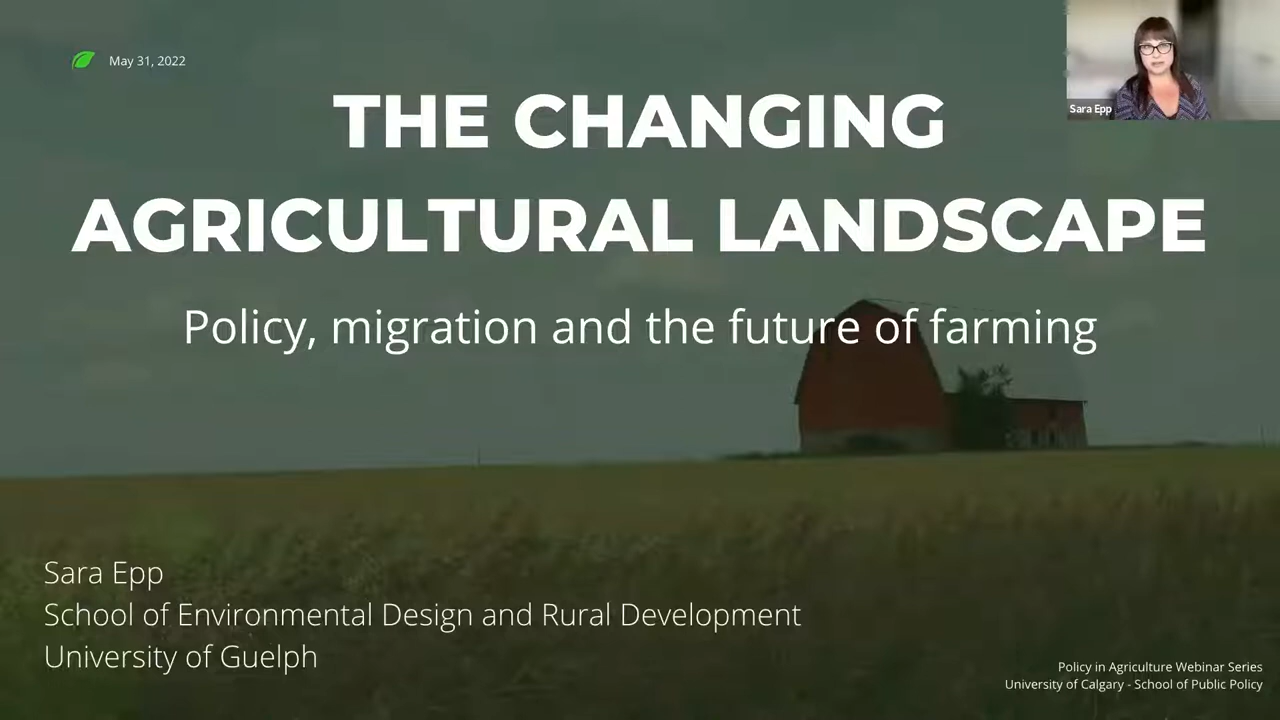 May 31, 2022
Sara Epp
THE CHANGING
AGRICULTURAL LANDSCAPE
Policy, migration and the future of farming
Sara Epp
School of Environmental Design and Rural Development
University of Guelph
Policy in Agriculture Webinar Series
University of Calgary - School of Public Policy